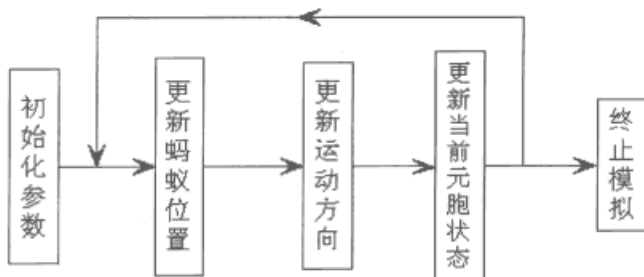 初始化参数
更新蚂蚁位置
更新运动方向
更新当前元胞状态
终止模拟